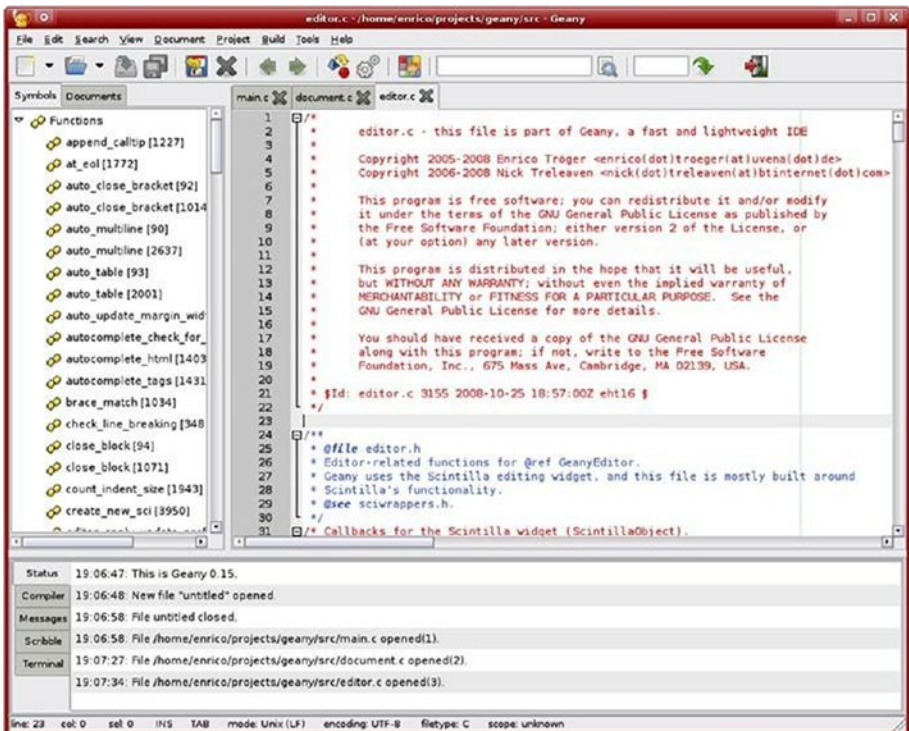 editor.c - /home/enrico/projects/geany/src - Geany
File Edit Search View Document Project Build Tools Help
Symbols Documents
main.c document.c editor.c
Functions
append_calltip [1227]
at_eol [1772]
auto_close_bracket [92]
auto_close_bracket [1014
auto_multiline [90]
auto_multiline [2637]
auto_table [93]
auto_table [2001]
auto_update_margin_wid
autocomplete_check_for_
autocomplete_html [1403
autocomplete_tags [1431
brace_match [1034]
check_line_breaking [348
close_block [94]
close_block [1071]
count_indent_size [1943]
create_new_sci [3950]
1 /*
2 * editor.c - this file is part of Geany, a fast and lightweight IDE
3 *
4 * Copyright 2005-2008 Enrico Tröger <enrico(dot)troeger(at)uvena(dot)de>
5 * Copyright 2006-2008 Nick Treleaven <nick(dot)treleaven(at)btinternet(dot)com>
6 *
7 * This program is free software; you can redistribute it and/or modify
8 * it under the terms of the GNU General Public License as published by
9 * the Free Software Foundation; either version 2 of the License, or
10 * (at your option) any later version.
11 *
12 * This program is distributed in the hope that it will be useful,
13 * but WITHOUT ANY WARRANTY; without even the implied warranty of
14 * MERCHANTABILITY or FITNESS FOR A PARTICULAR PURPOSE. See the
15 * GNU General Public License for more details.
16 *
17 * You should have received a copy of the GNU General Public License
18 * along with this program; if not, write to the Free Software
19 * Foundation, Inc., 675 Mass Ave, Cambridge, MA 02139, USA.
20 *
21 * $Id: editor.c 3155 2008-10-25 18:57:00Z eht16 $
22 */
23
24 /**
25 * @file editor.h
26 * Editor-related functions for @ref GeanyEditor.
27 * Geany uses the Scintilla editing widget, and this file is mostly built around
28 * Scintilla's functionality.
29 * @see sciwrappers.h.
30 */
31 /* Callbacks for the Scintilla widget (ScintillaObject).
Status
Compiler
Messages
Scribble
Terminal
19:06:47: This is Geany 0.15.
19:06:48: New file "untitled" opened.
19:06:58: File untitled closed.
19:06:58: File /home/enrico/projects/geany/src/main.c opened(1).
19:07:27: File /home/enrico/projects/geany/src/document.c opened(2).
19:07:34: File /home/enrico/projects/geany/src/editor.c opened(3).
line: 23 col: 0 sel: 0 INS TAB mode: Unix (LF) encoding: UTF-8 filetype: C scope: unknown